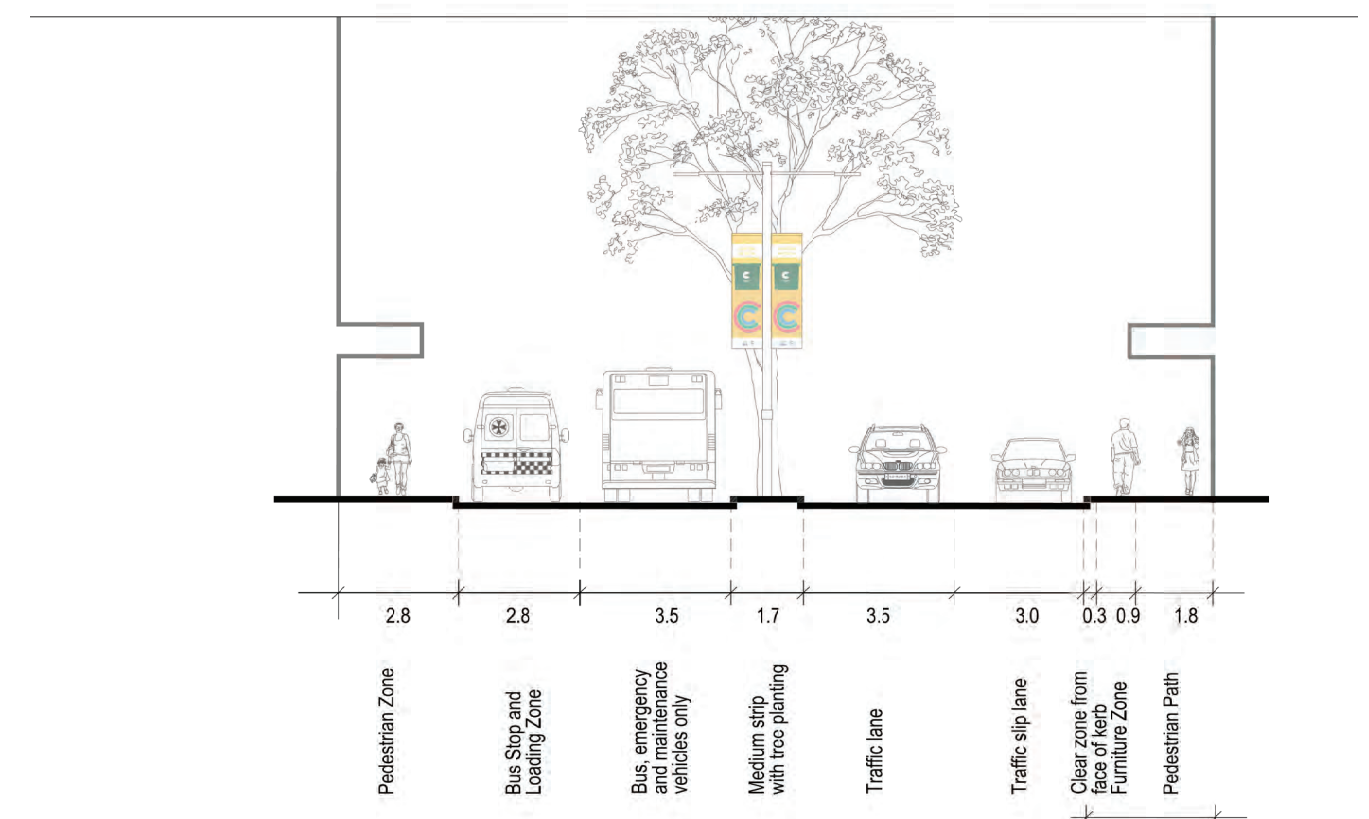 C C
C C
2.8 2.8 3.5 1.7 3.5 3.0 0.3 0.9 1.8
Pedestrian Zone
Bus Stop and
Loading Zone
Bus, emergency
and maintenance
vehicles only
Medium strip
with tree planting
Traffic lane
Traffic slip lane
Clear zone from
face of kerb
Furniture Zone
Pedestrian Path